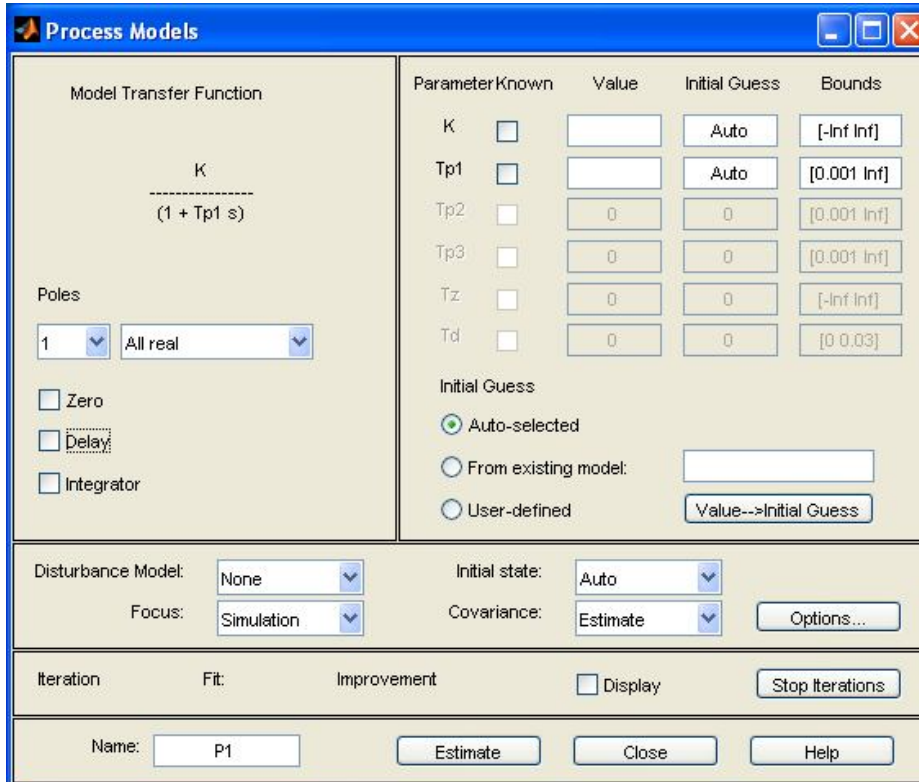 Process Models
Model Transfer Function
K
----------------
(1 + Tp1 s)
Poles
1 All real
Zero
Delay
Integrator
Parameter Known Value Initial Guess Bounds
K Auto [-Inf Inf]
Tp1 Auto [0.001 Inf]
Tp2 0 0 [0.001 Inf]
Tp3 0 0 [0.001 Inf]
Tz 0 0 [-Inf Inf]
Td 0 0 [0 0.03]
Initial Guess
Auto-selected
From existing model:
User-defined Value-->Initial Guess
Disturbance Model: None Initial state: Auto
Focus: Simulation Covariance: Estimate Options...
Iteration Fit: Improvement Display Stop Iterations
Name: P1 Estimate Close Help